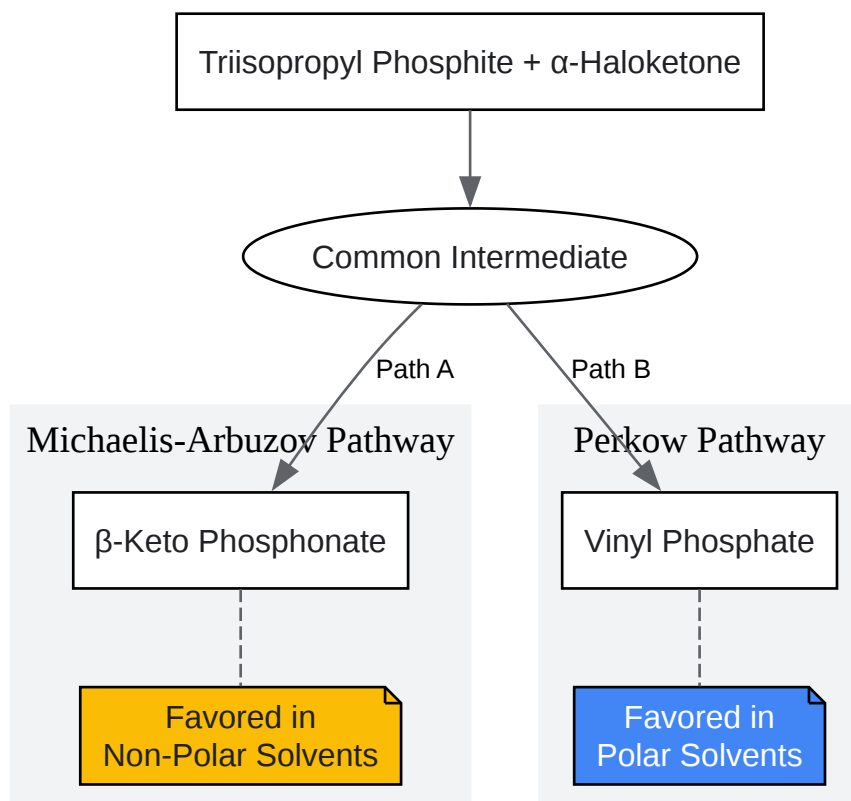 Triisopropyl Phosphite + α-Haloketone
Common Intermediate
Path A
Path B
Michaelis-Arbuzov Pathway
Perkow Pathway
β-Keto Phosphonate
Vinyl Phosphate
Favored in
Non-Polar Solvents
Favored in
Polar Solvents